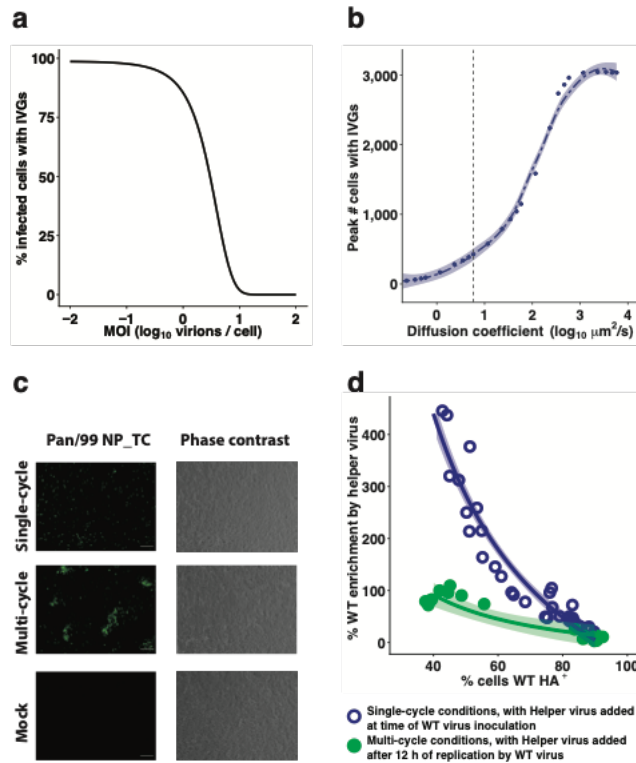 a
% infected cells with IVGs
100
75
50
25
0
−2
−1
0
1
2
MOI (log10 virions / cell)
b
Peak # cells with IVGs
3,000
2,000
1,000
0
0
1
2
3
4
Diffusion coefficient (log10 μm2/s)
c
Pan/99 NP_TC
Phase contrast
Single-cycle
Multi-cycle
Mock
d
% WT enrichment by helper virus
400
300
200
100
0
40
60
80
100
% cells WT HA+
Single-cycle conditions, with Helper virus added
at time of WT virus inoculation
Multi-cycle conditions, with Helper virus added
after 12 h of replication by WT virus